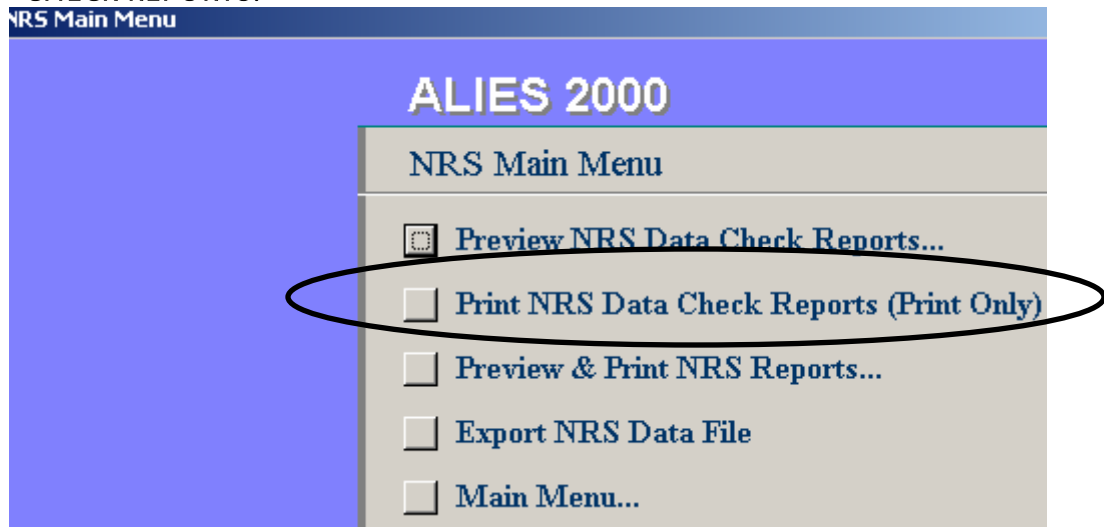 NRS Main Menu
ALIES 2000
NRS Main Menu
Preview NRS Data Check Reports...
Print NRS Data Check Reports (Print Only)
Preview & Print NRS Reports...
Export NRS Data File
Main Menu...